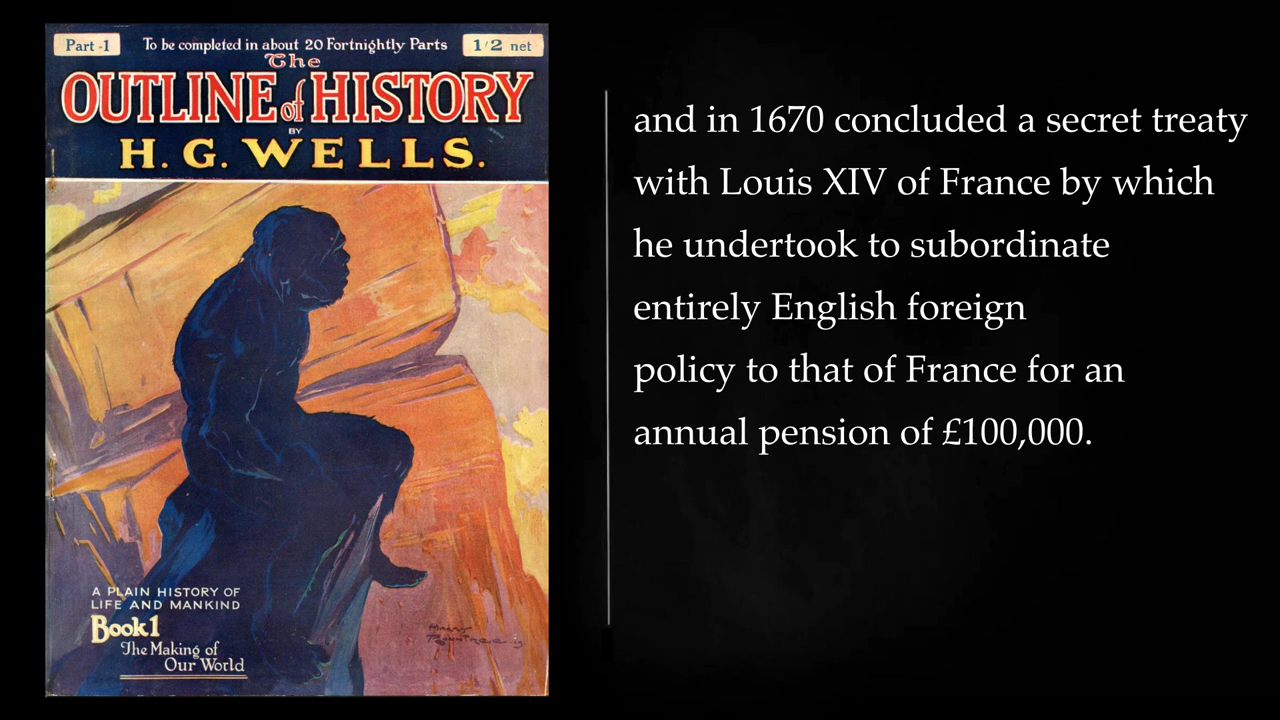 Part -1
To be completed in about 20 Fortnightly Parts
1/2 net
The
OUTLINE of HISTORY
BY
H. G. WELLS.
A PLAIN HISTORY OF
LIFE AND MANKIND
Book 1
The Making of
Our World
and in 1670 concluded a secret treaty
with Louis XIV of France by which
he undertook to subordinate
entirely English foreign
policy to that of France for an
annual pension of £100,000.